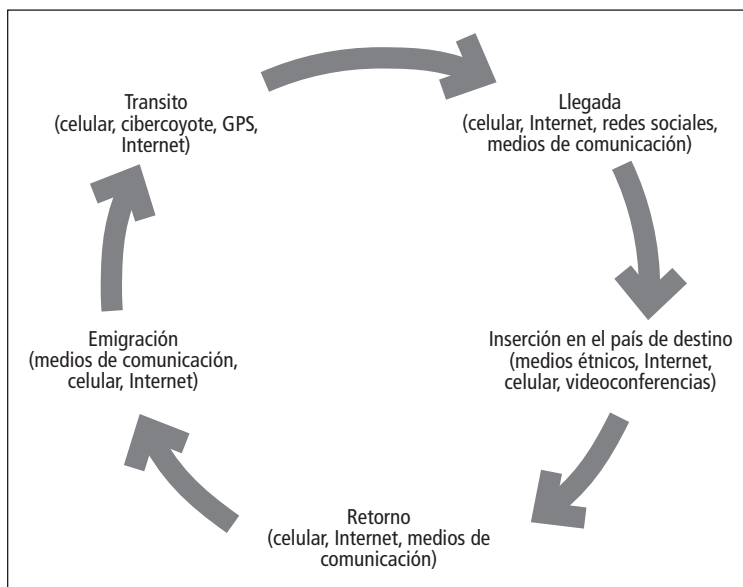 Transito
(celular, cibercoyote, GPS,
Internet)
Llegada
(celular, Internet, redes sociales,
medios de comunicación)
Emigración
(medios de comunicación,
celular, Internet)
Inserción en el país de destino
(medios étnicos, Internet,
celular, videoconferencias)
Retorno
(celular, Internet, medios de
comunicación)